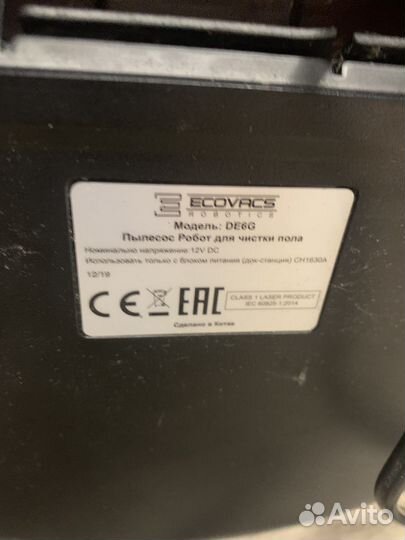 ECOVACS
ROBOTICS
Модель: DE6G
Пылесос Робот для чистки пола
Номинально напряжение 12V DC
Использовать только с блоком питания (док-станция) CH1630A
12/19
CE EAC
CLASS 1 LASER PRODUCT
IEC 60825-1:2014
Сделано в Китае
Avito